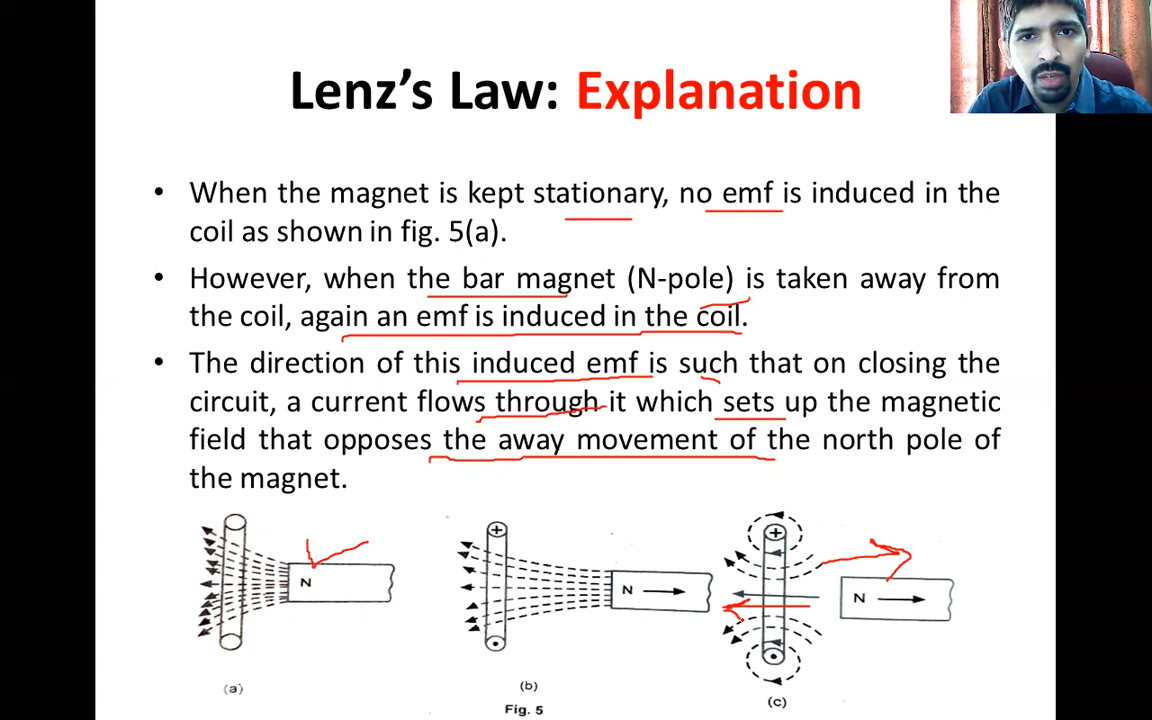 Lenz's Law: Explanation
• When the magnet is kept stationary, no emf is induced in the
coil as shown in fig. 5(a).
• However, when the bar magnet (N-pole) is taken away from
the coil, again an emf is induced in the coil.
• The direction of this induced emf is such that on closing the
circuit, a current flows through it which sets up the magnetic
field that opposes the away movement of the north pole of
the magnet.
N
N
N
(a)
(b)
(c)
Fig. 5